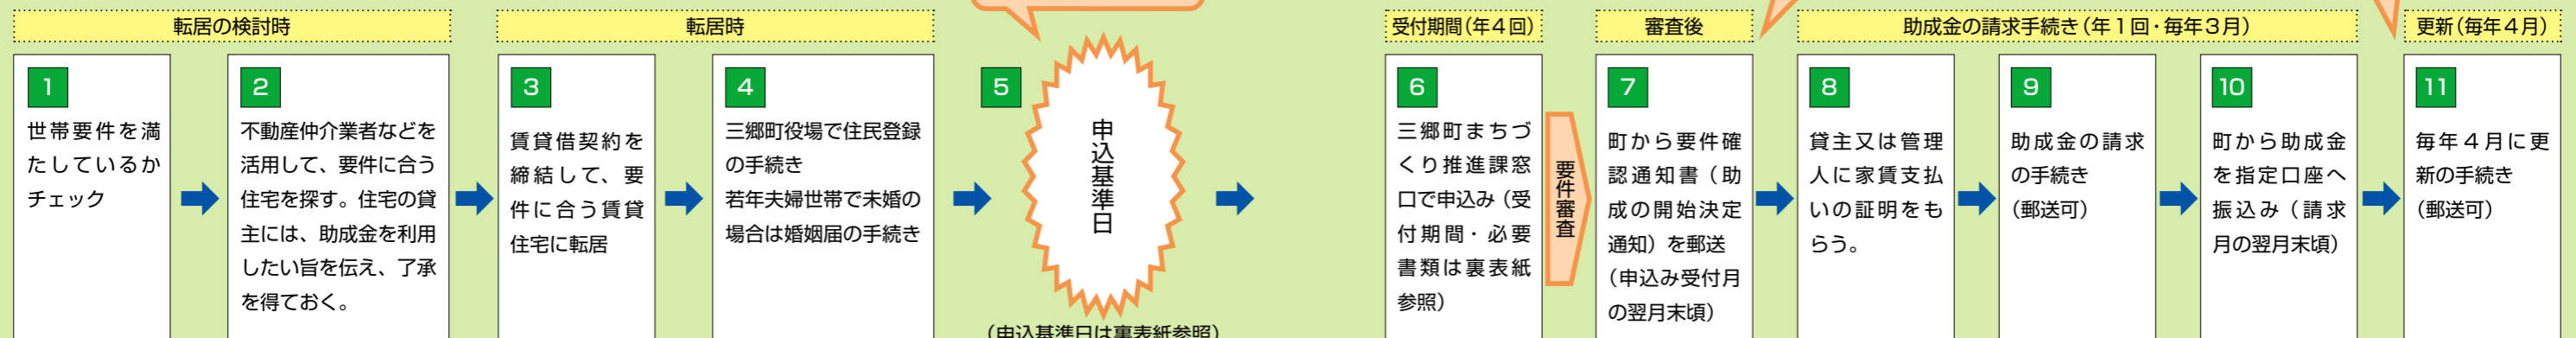 転居の検討時
1
世帯要件を満
たしているか
チェック
2
不動産仲介業者などを
活用して、要件に合う
住宅を探す。住宅の貸
主には、助成金を利用
したい旨を伝え、了承
を得ておく。
転居時
3
賃貸借契約を
締結して、要
件に合う賃貸
住宅に転居
4
三郷町役場で住民登録
の手続き
若年夫婦世帯で未婚の
場合は婚姻届の手続き
5
申込基準日
（申込基準日は裏表紙参照）
受付期間（年４回）
6
三郷町まちづ
くり推進課窓
口で申込み（受
付期間・必要
書類は裏表紙
参照）
要件審査
審査後
7
町から要件確
認通知書（助
成の開始決定
通知）を郵送
（申込み受付月
の翌月末頃）
助成金の請求手続き（年１回・毎年３月）
8
貸主又は管理
人に家賃支払
いの証明をも
らう。
9
助成金の請求
の手続き
（郵送可）
10
町から助成金
を指定口座へ
振込み（請求
月の翌月末頃）
更新（毎年４月）
11
毎年４月に更
新の手続き
（郵送可）